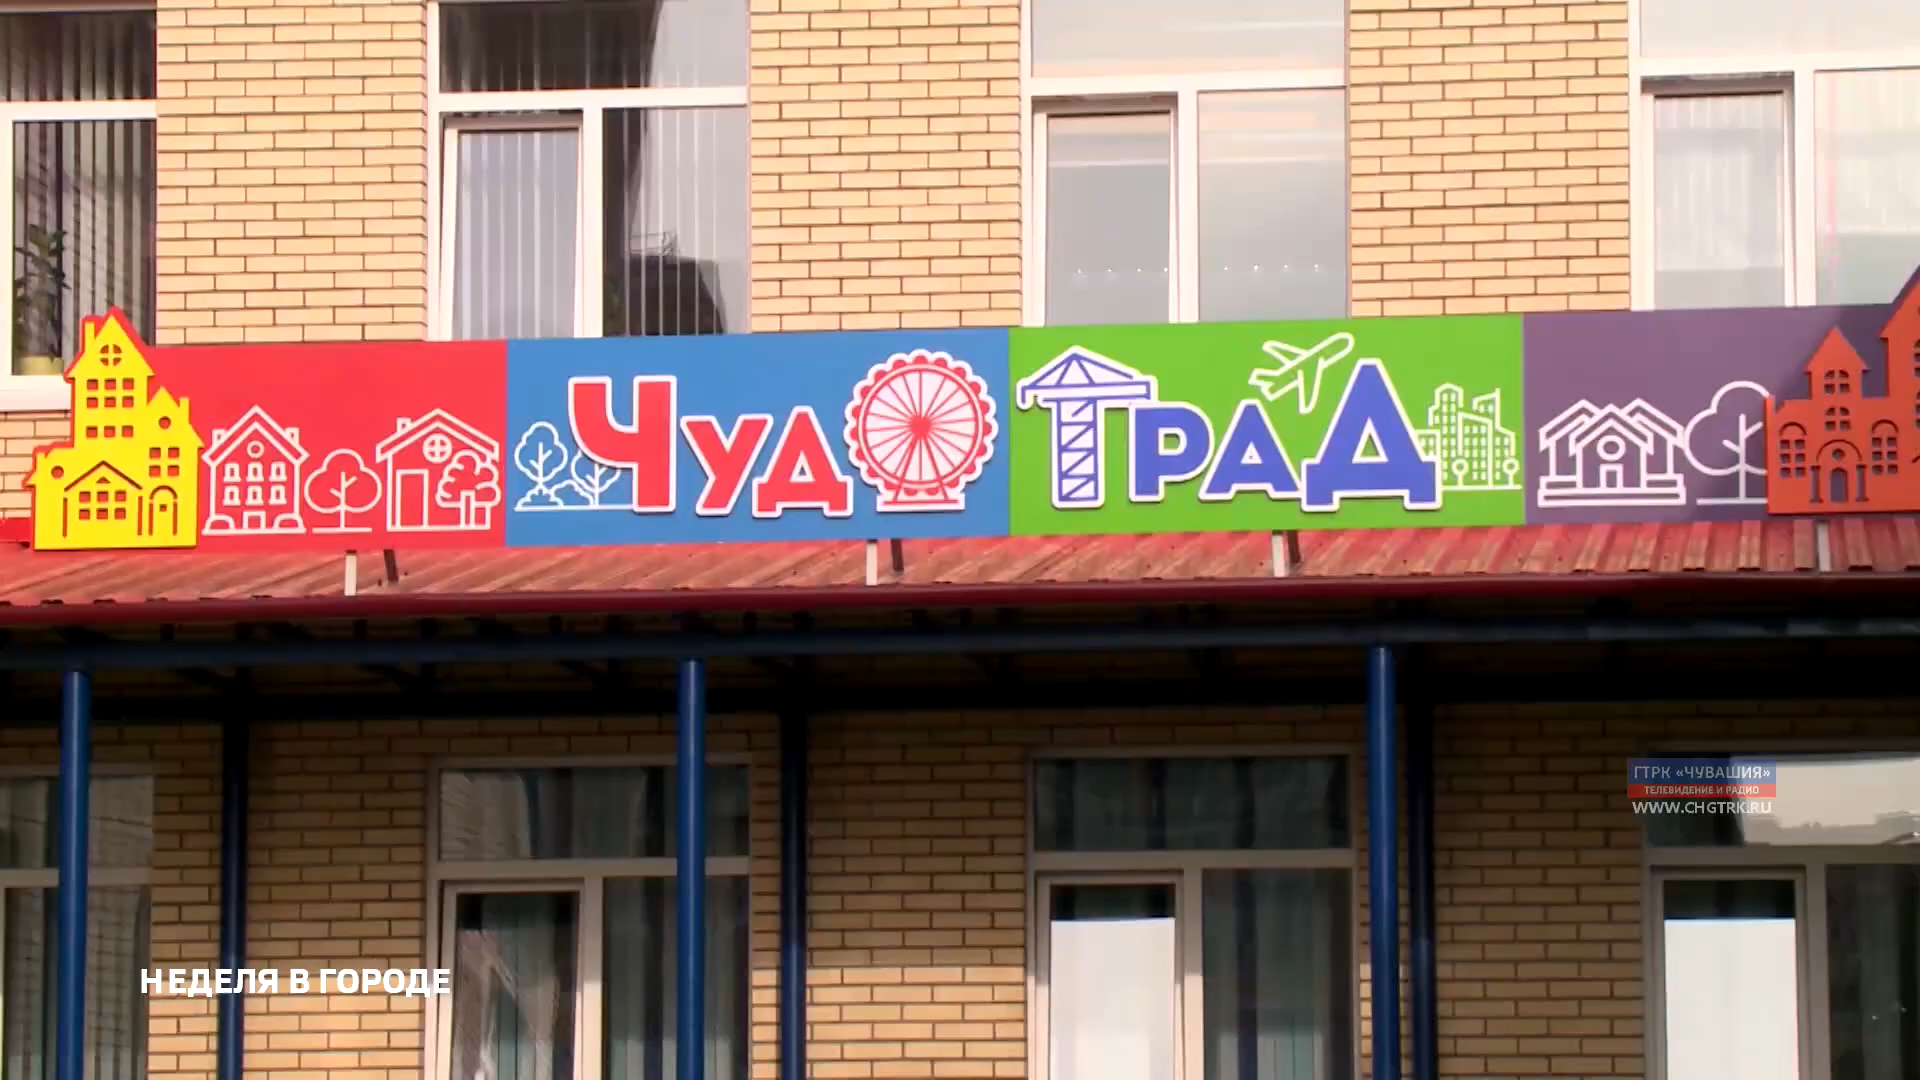 ЧУДОГРАД
ГТРК «ЧУВАШИЯ»
ТЕЛЕВИДЕНИЕ И РАДИО
WWW.CHGTRK.RU
НЕДЕЛЯ В ГОРОДЕ